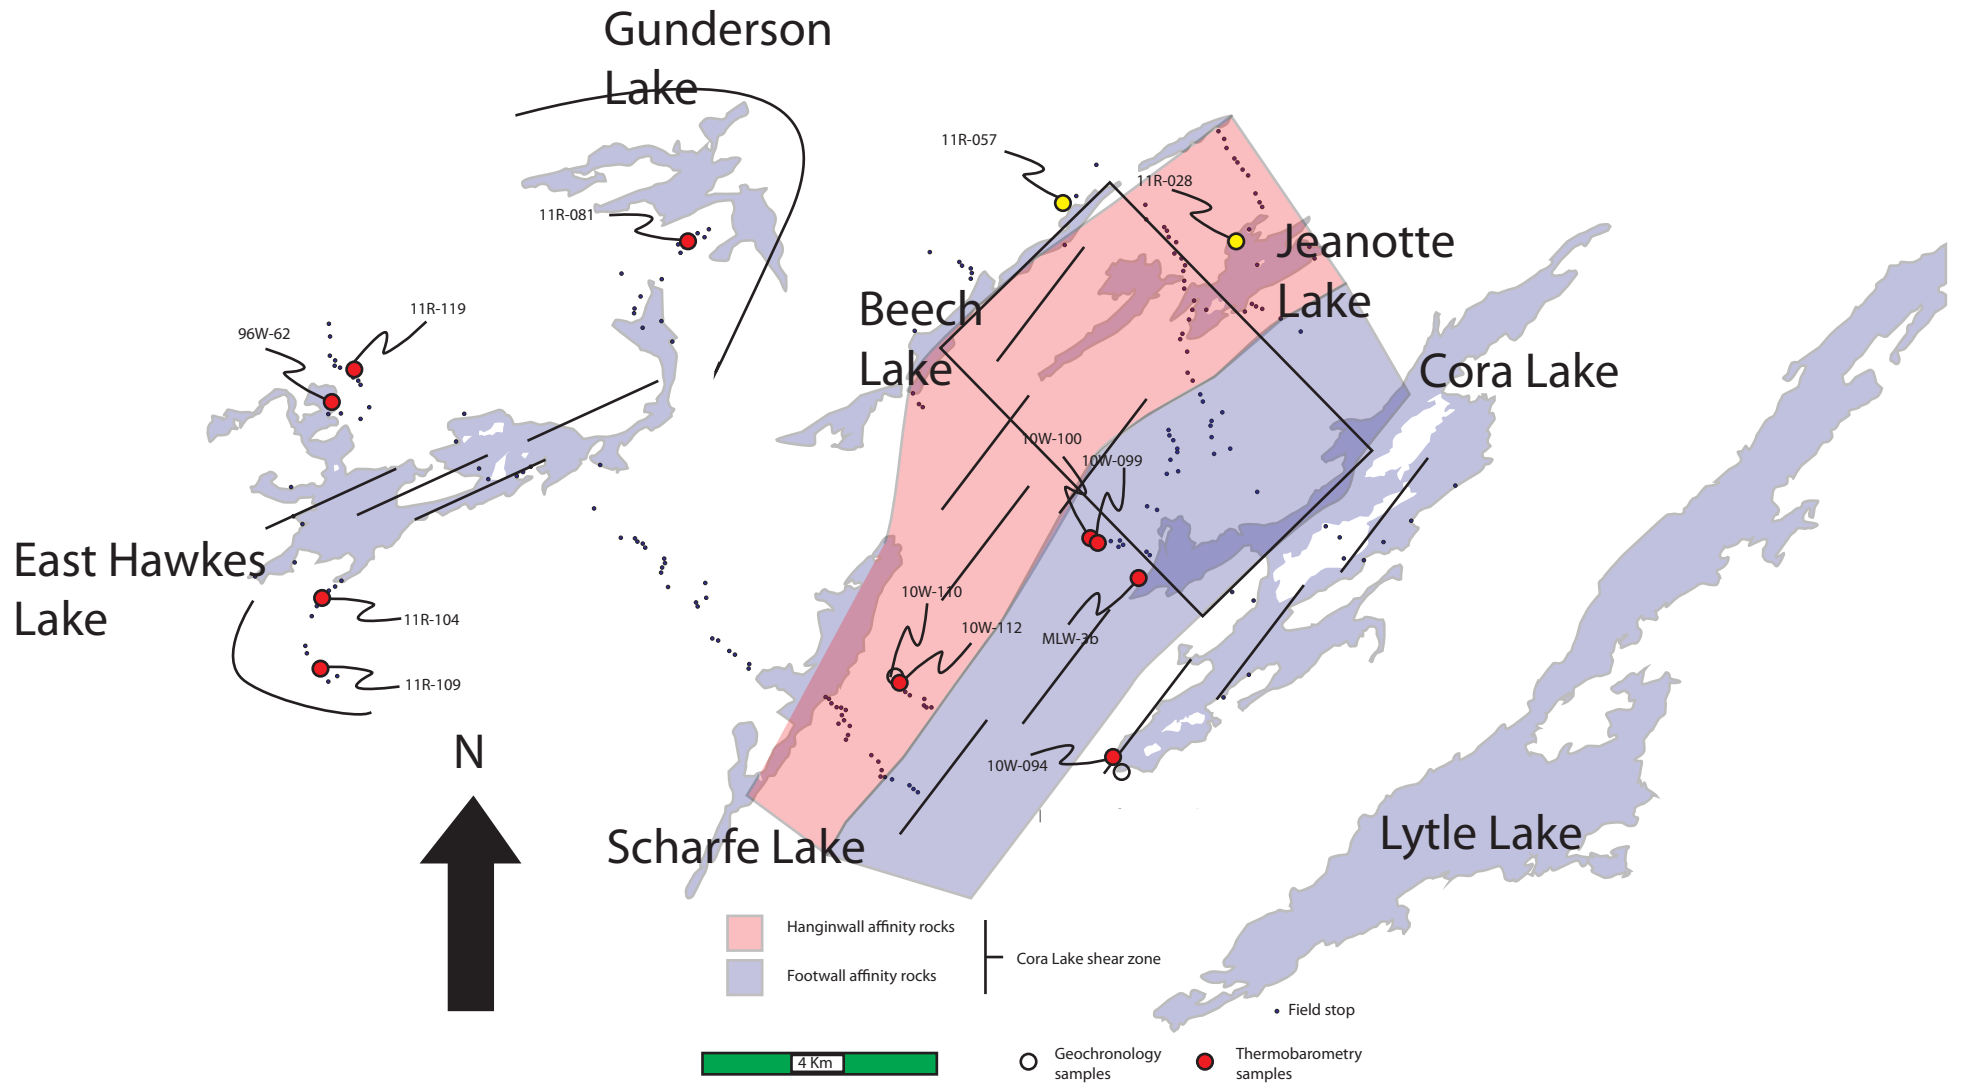 Gunderson
Lake
11R-057
11R-028
11R-081
Jeanotte
Lake
Beech
Lake
11R-119
96W-62
Cora Lake
10W-100
10W-099
East Hawkes
Lake
10W-110
11R-104
10W-112
MLW-3b
11R-109
N
10W-094
Scharfe Lake
Lytle Lake
Hanginwall affinity rocks
Cora Lake shear zone
Footwall affinity rocks
Field stop
4 Km
Geochronology
samples
Thermobarometry
samples